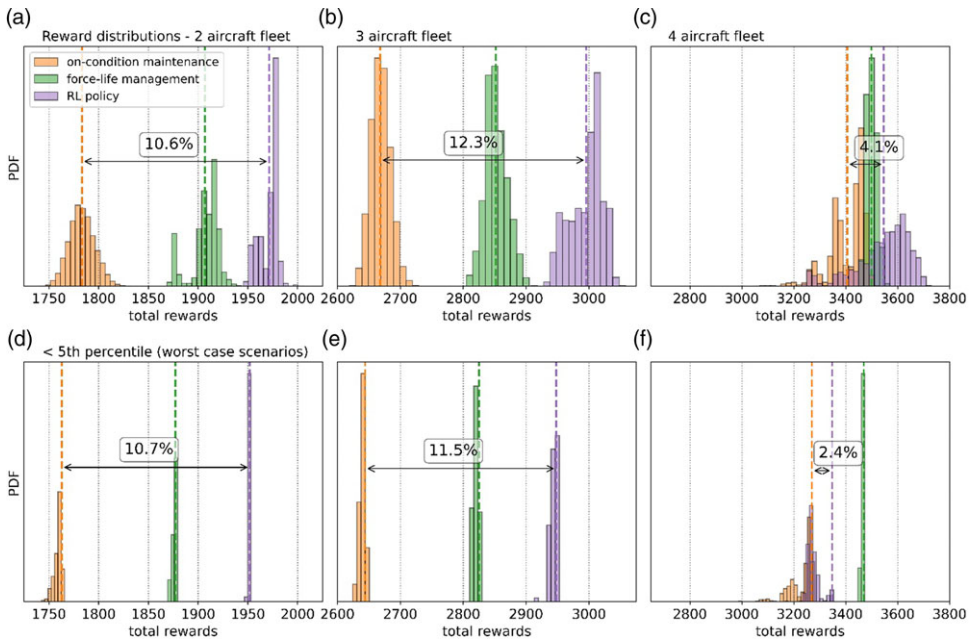 (a)
(b)
(c)
Reward distributions - 2 aircraft fleet
3 aircraft fleet
4 aircraft fleet
on-condition maintenance
force-life management
RL policy
10.6%
12.3%
4.1%
PDF
1750 1800 1850 1900 1950 2000
2600 2700 2800 2900 3000
2800 3000 3200 3400 3600 3800
total rewards
total rewards
total rewards
(d)
(e)
(f)
< 5th percentile (worst case scenarios)
10.7%
11.5%
2.4%
PDF
1750 1800 1850 1900 1950 2000
2600 2700 2800 2900 3000
2800 3000 3200 3400 3600 3800
total rewards
total rewards
total rewards